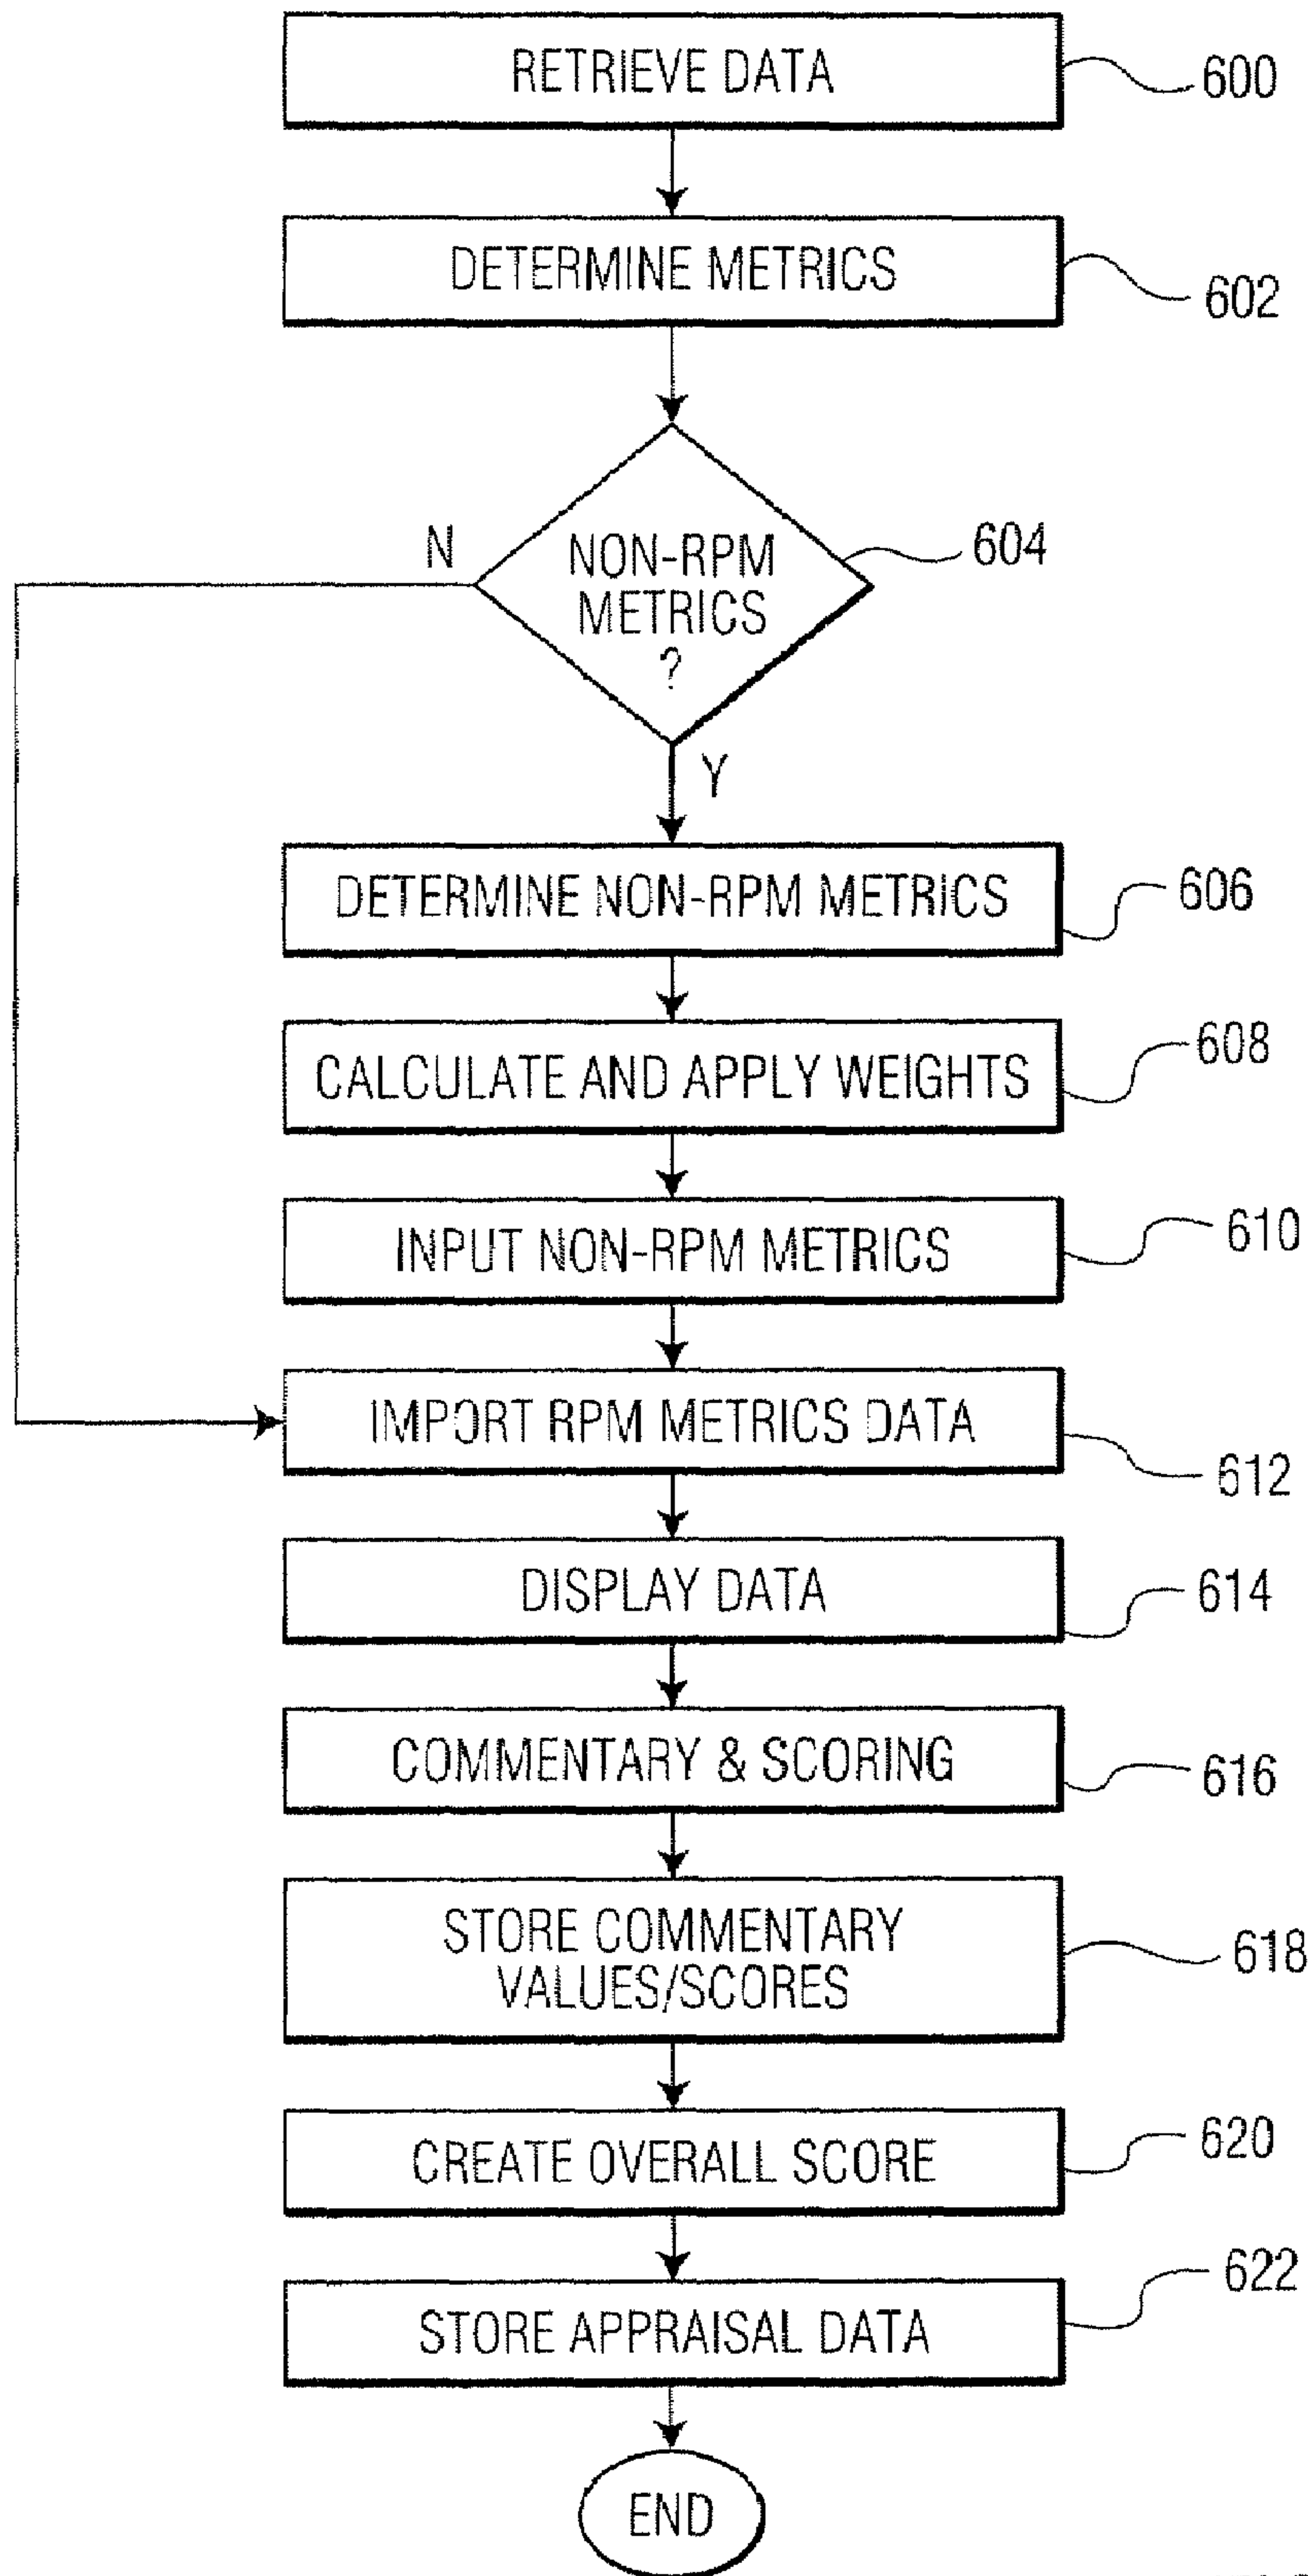 RETRIEVE DATA
600
DETERMINE METRICS
602
N
NON-RPM
METRICS
?
604
Y
DETERMINE NON-RPM METRICS
606
CALCULATE AND APPLY WEIGHTS
608
INPUT NON-RPM METRICS
610
IMPORT RPM METRICS DATA
612
DISPLAY DATA
614
COMMENTARY & SCORING
616
STORE COMMENTARY
VALUES/SCORES
618
CREATE OVERALL SCORE
620
STORE APPRAISAL DATA
622
END